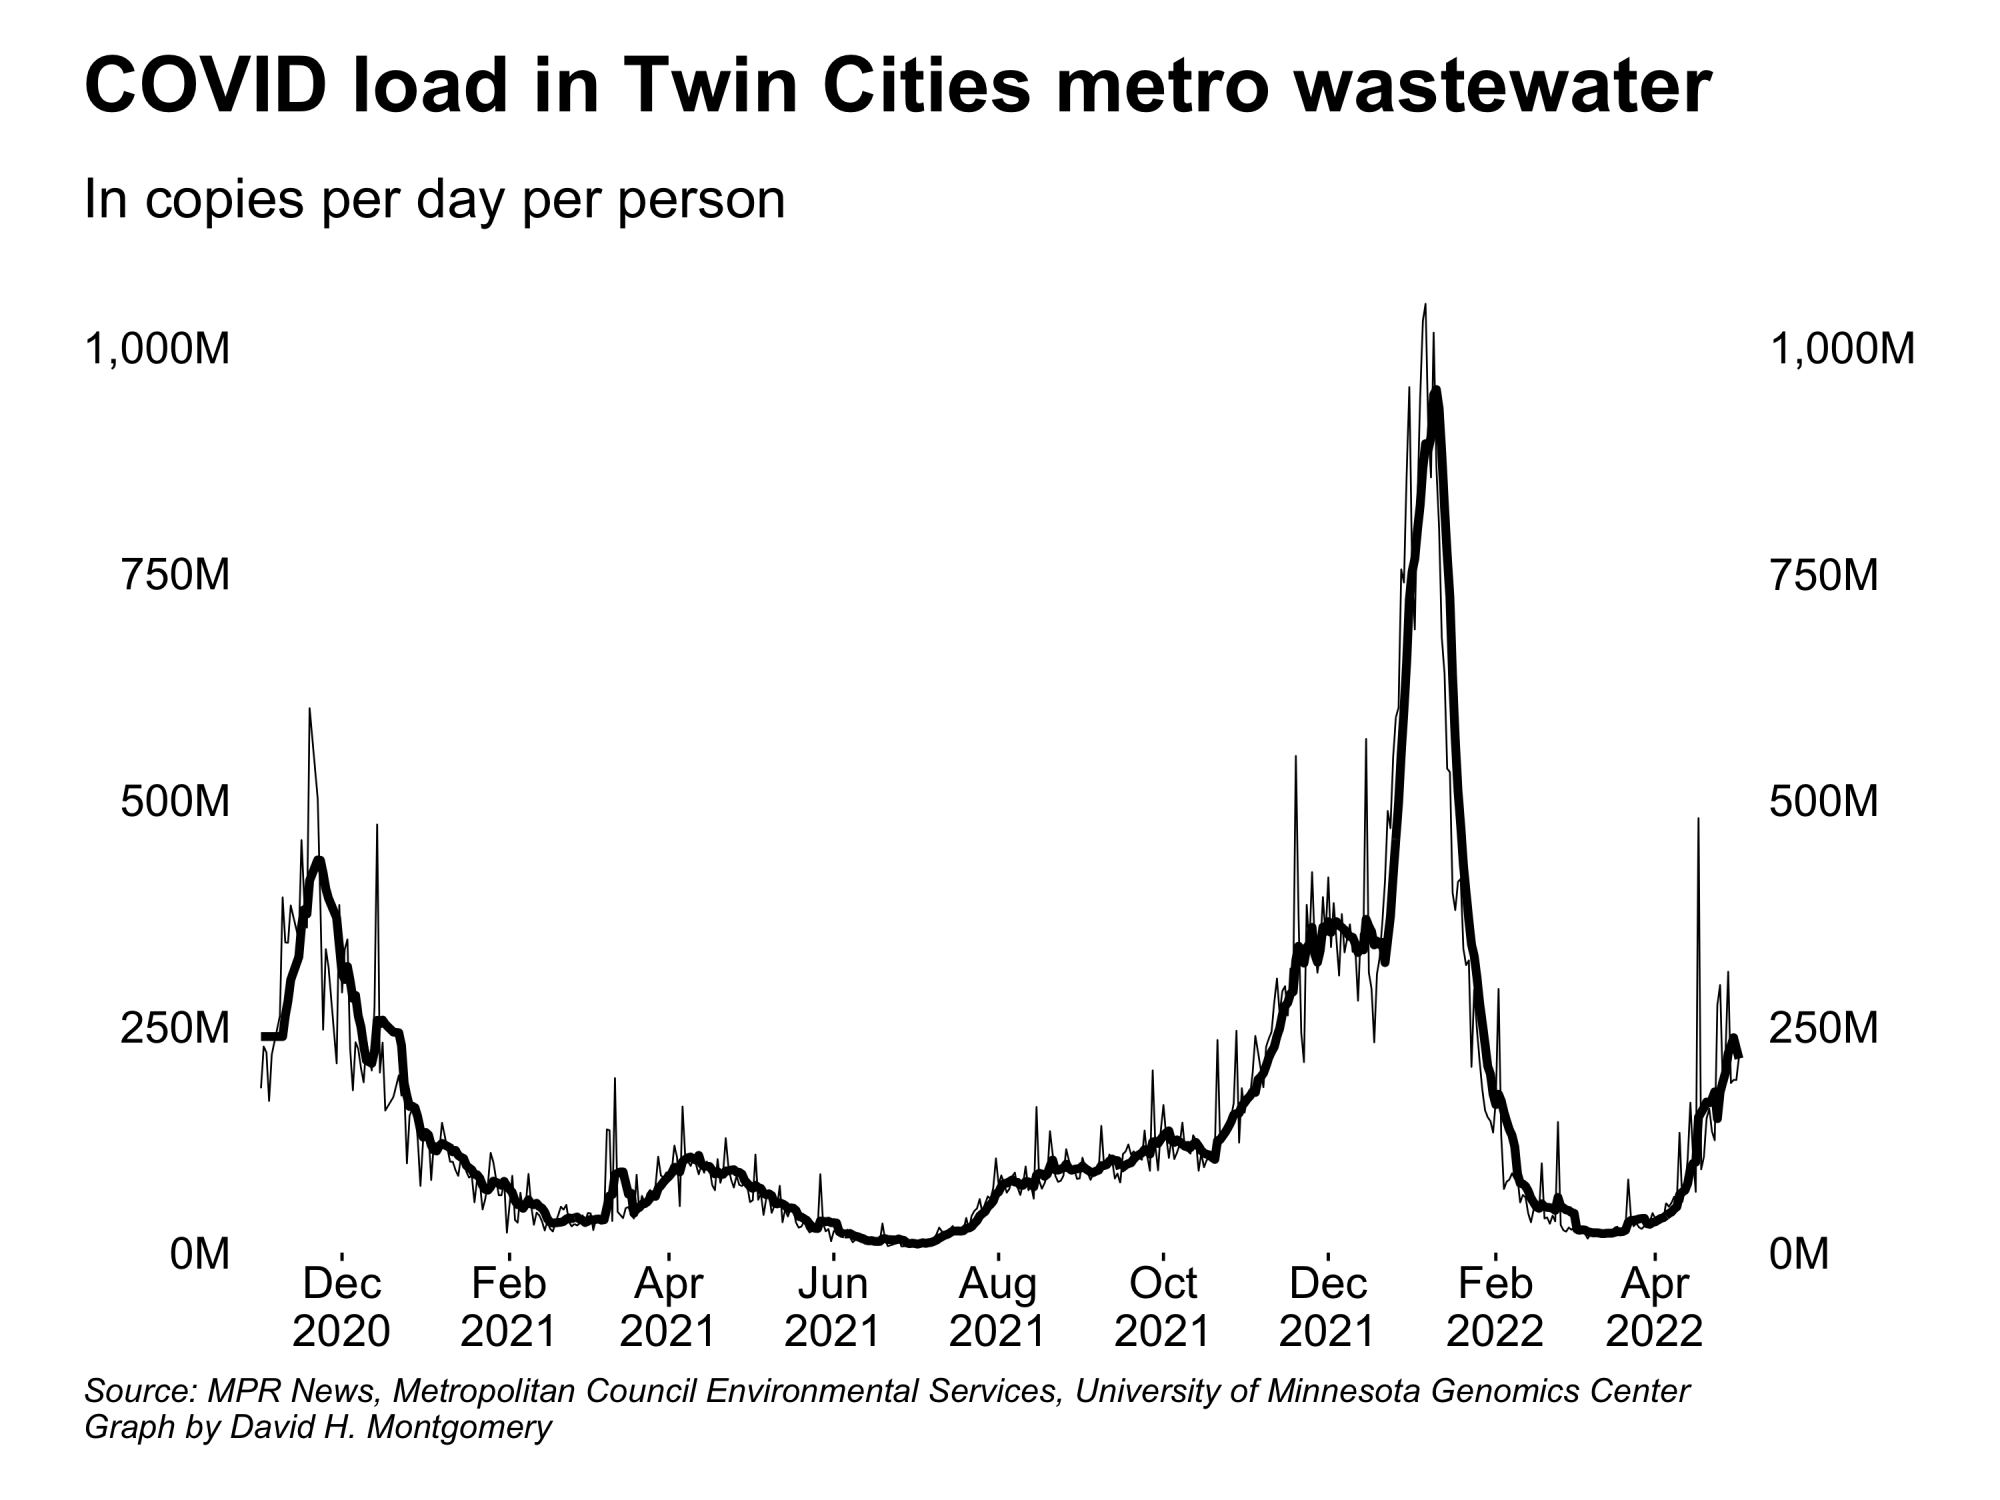 COVID load in Twin Cities metro wastewater
In copies per day per person
1,000M
750M
500M
250M
0M
1,000M
750M
500M
250M
0M
Dec Feb Apr Jun Aug Oct Dec Feb Apr
2020 2021 2021 2021 2021 2021 2021 2022 2022
Source: MPR News, Metropolitan Council Environmental Services, University of Minnesota Genomics Center
Graph by David H. Montgomery